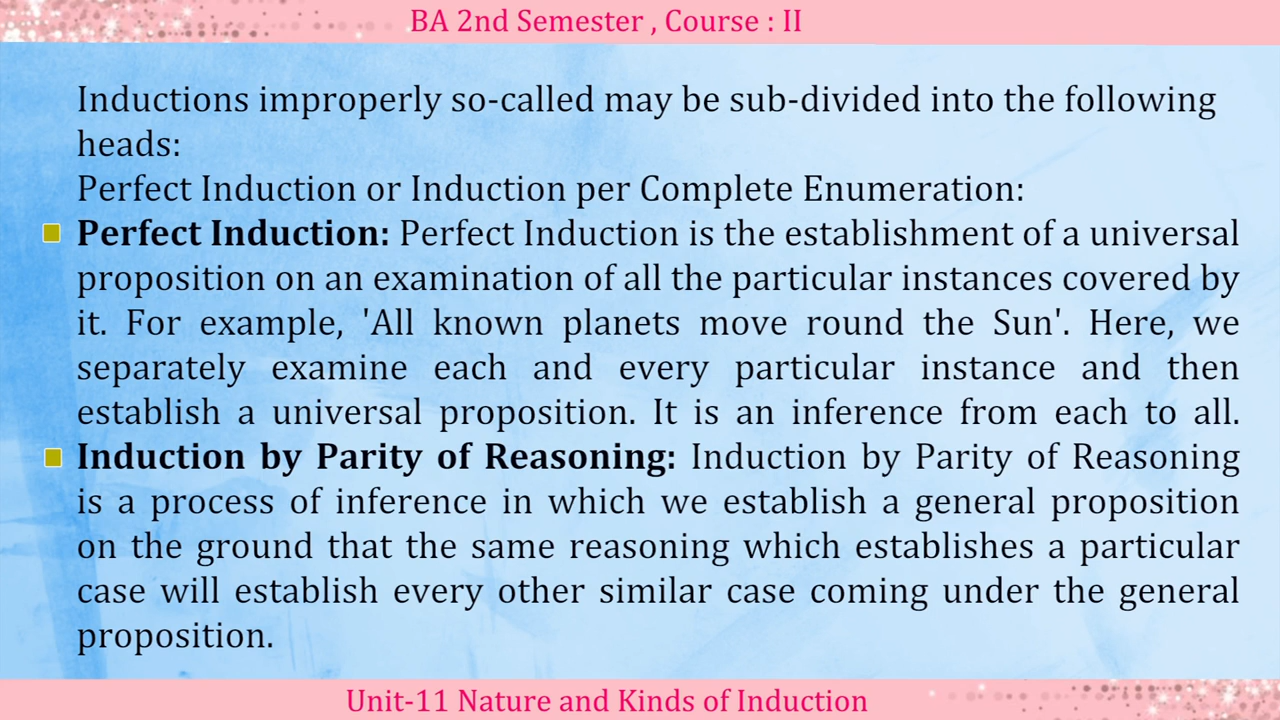 BA 2nd Semester , Course : II
Inductions improperly so-called may be sub-divided into the following
heads:
Perfect Induction or Induction per Complete Enumeration:
Perfect Induction: Perfect Induction is the establishment of a universal
proposition on an examination of all the particular instances covered by
it. For example, 'All known planets move round the Sun'. Here, we
separately examine each and every particular instance and then
establish a universal proposition. It is an inference from each to all.
Induction by Parity of Reasoning: Induction by Parity of Reasoning
is a process of inference in which we establish a general proposition
on the ground that the same reasoning which establishes a particular
case will establish every other similar case coming under the general
proposition.
Unit-11 Nature and Kinds of Induction